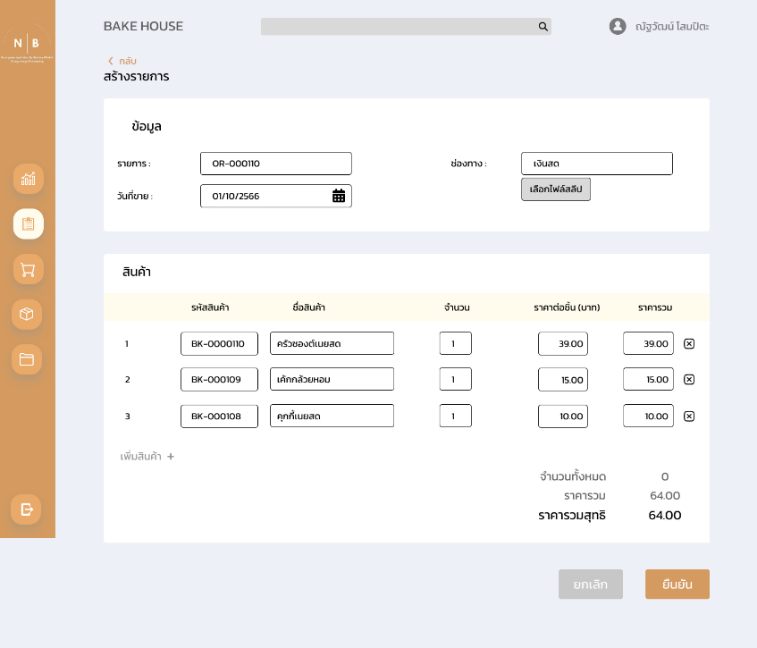 BAKE HOUSE
ณัฐวัฒน์ โสมปิตะ
N B
กลับ
สร้างรายการ
ข้อมูล
รายการ : OR-000110 ช่องทาง : เงินสด
เลือกไฟล์สลิป
วันที่ขาย : 01/10/2566
สินค้า
รหัสสินค้า ชื่อสินค้า จำนวน ราคาต่อชิ้น (บาท) ราคารวม
1 BK-0000110 ครัวซองต์เนยสด 1 39.00 39.00
2 BK-000109 เค้กกล้วยหอม 1 15.00 15.00
3 BK-000108 คุกกี้เนยสด 1 10.00 10.00
เพิ่มสินค้า +
จำนวนทั้งหมด 0
ราคารวม 64.00
ราคารวมสุทธิ 64.00
ยกเลิก ยืนยัน